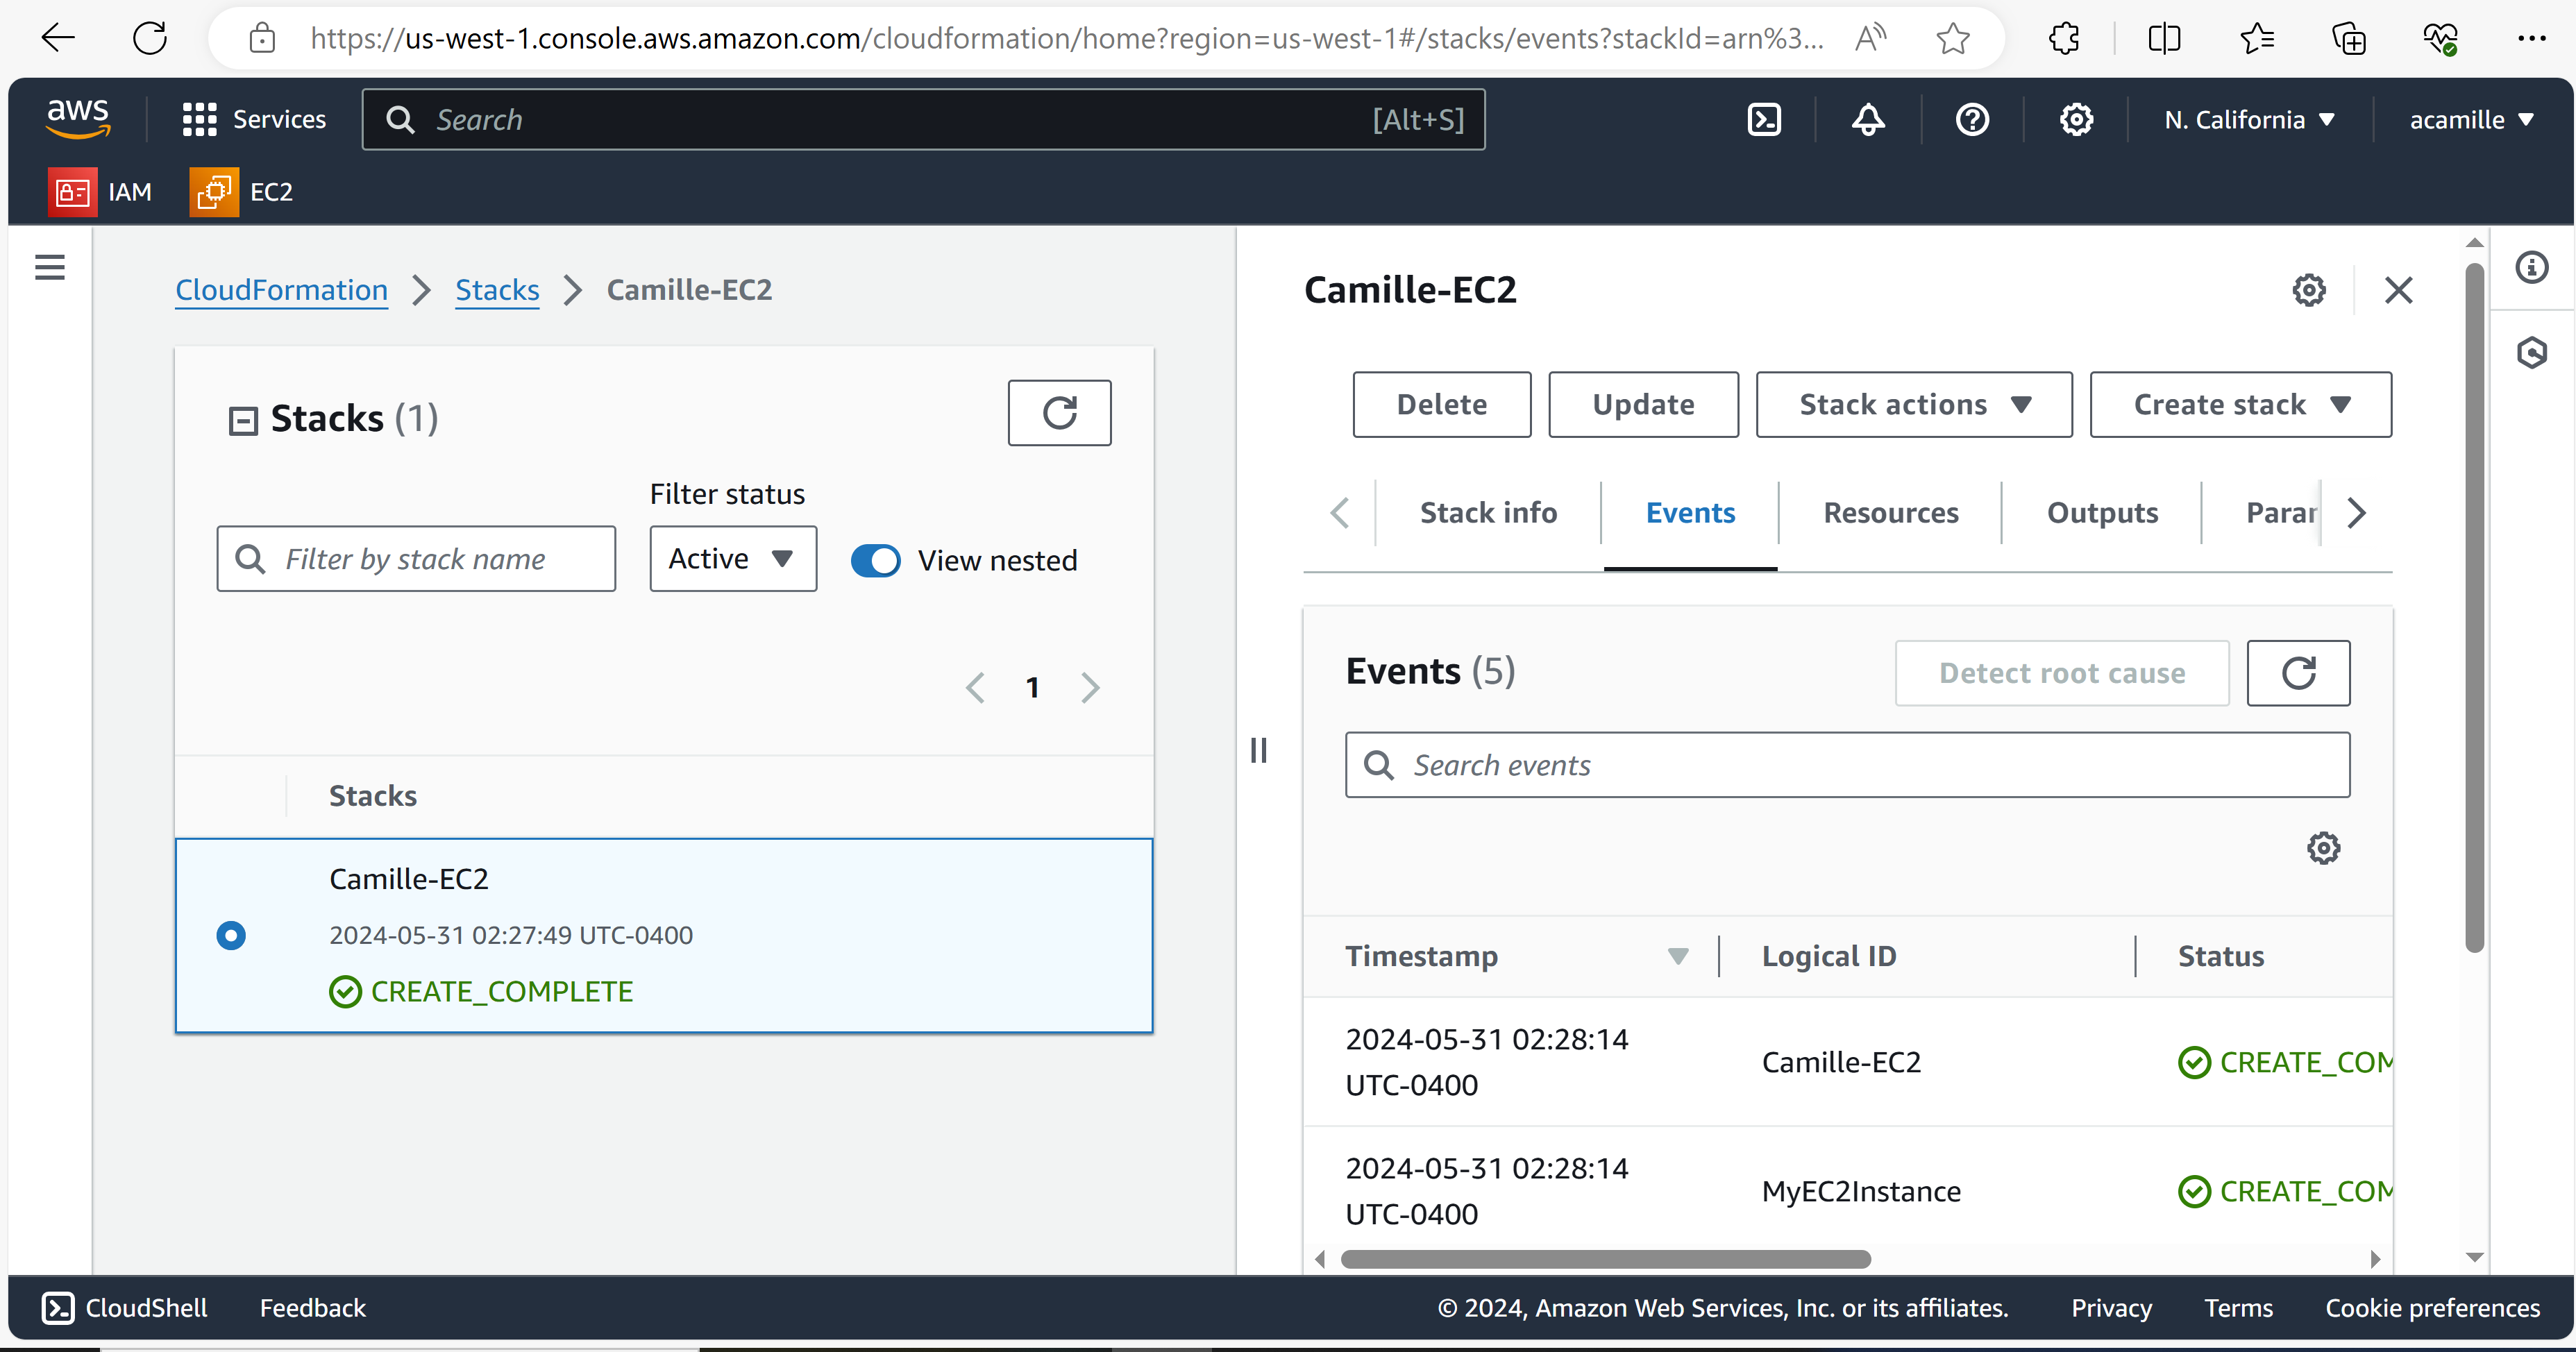 https://us-west-1.console.aws.amazon.com/cloudformation/home?region=us-west-1#/stacks/events?stackId=arn%3...
aws
Services
Search
[Alt+S]
N. California
acamille
IAM
EC2
CloudFormation
Stacks
Camille-EC2
Stacks (1)
Filter status
Filter by stack name
Active
View nested
1
Stacks
Camille-EC2
2024-05-31 02:27:49 UTC-0400
CREATE_COMPLETE
Camille-EC2
Delete
Update
Stack actions
Create stack
Stack info
Events
Resources
Outputs
Parar
Events (5)
Detect root cause
Search events
Timestamp
Logical ID
Status
2024-05-31 02:28:14
UTC-0400
Camille-EC2
CREATE_COM
2024-05-31 02:28:14
UTC-0400
MyEC2Instance
CREATE_COM
CloudShell
Feedback
© 2024, Amazon Web Services, Inc. or its affiliates.
Privacy
Terms
Cookie preferences